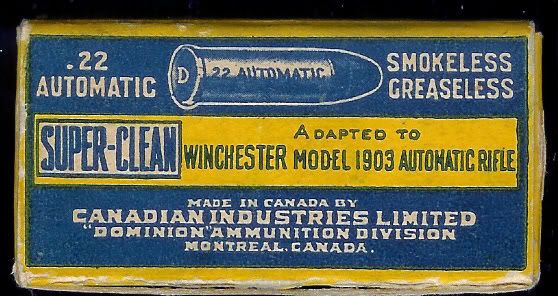 .22
AUTOMATIC
D
.22 AUTOMATIC
SMOKELESS
GREASELESS
SUPER-CLEAN
ADAPTED TO
WINCHESTER MODEL 1903 AUTOMATIC RIFLE
MADE IN CANADA BY
CANADIAN INDUSTRIES LIMITED
"DOMINION" AMMUNITION DIVISION
MONTREAL, CANADA.